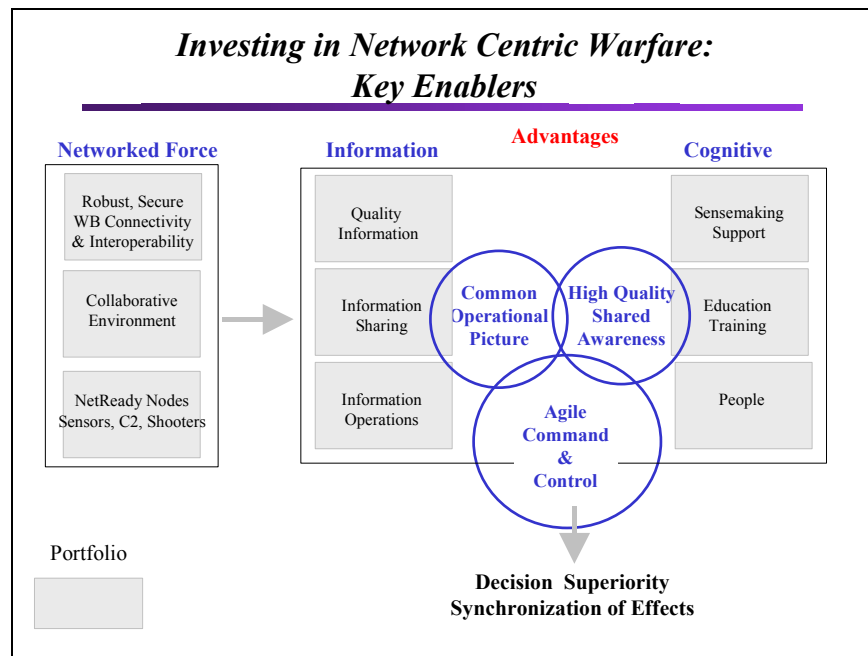 Investing in Network Centric Warfare:
Key Enablers
Networked Force
Information
Advantages
Cognitive
Robust, Secure
WB Connectivity
& Interoperability
Collaborative
Environment
NetReady Nodes
Sensors, C2, Shooters
Quality
Information
Information
Sharing
Information
Operations
Common
Operational
Picture
High Quality
Shared
Awareness
Agile
Command
&
Control
Sensemaking
Support
Education
Training
People
Portfolio
Decision Superiority
Synchronization of Effects